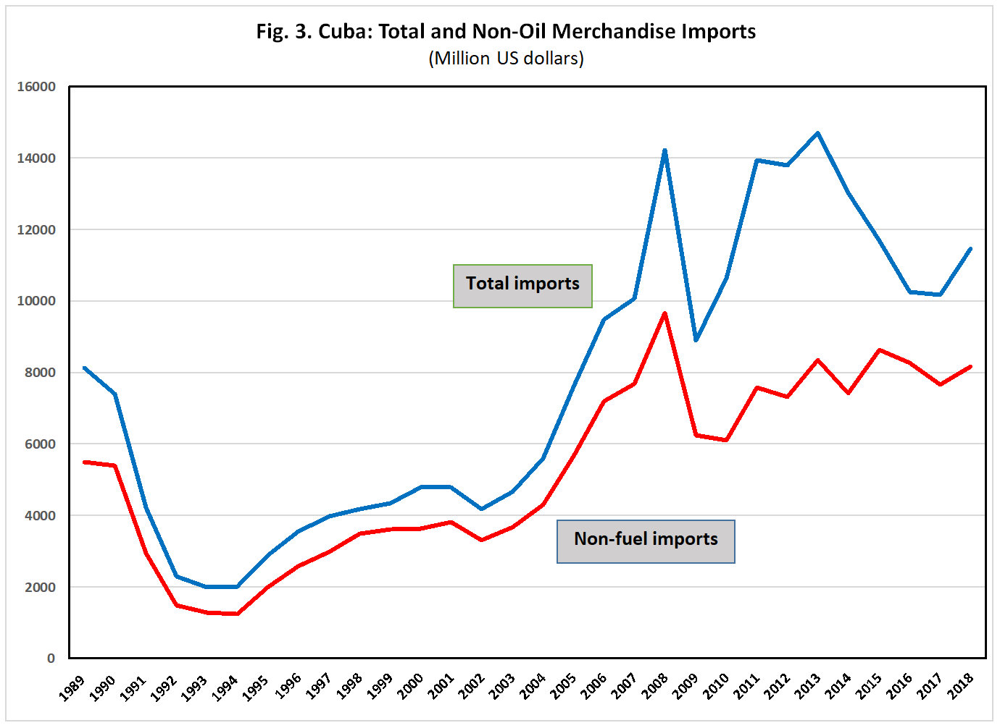 Fig. 3. Cuba: Total and Non-Oil Merchandise Imports
(Million US dollars)
16000
14000
12000
10000
8000
6000
4000
2000
0
Total imports
Non-fuel imports
1989 1990 1991 1992 1993 1994 1995 1996 1997 1998 1999 2000 2001 2002 2003 2004 2005 2006 2007 2008 2009 2010 2011 2012 2013 2014 2015 2016 2017 2018